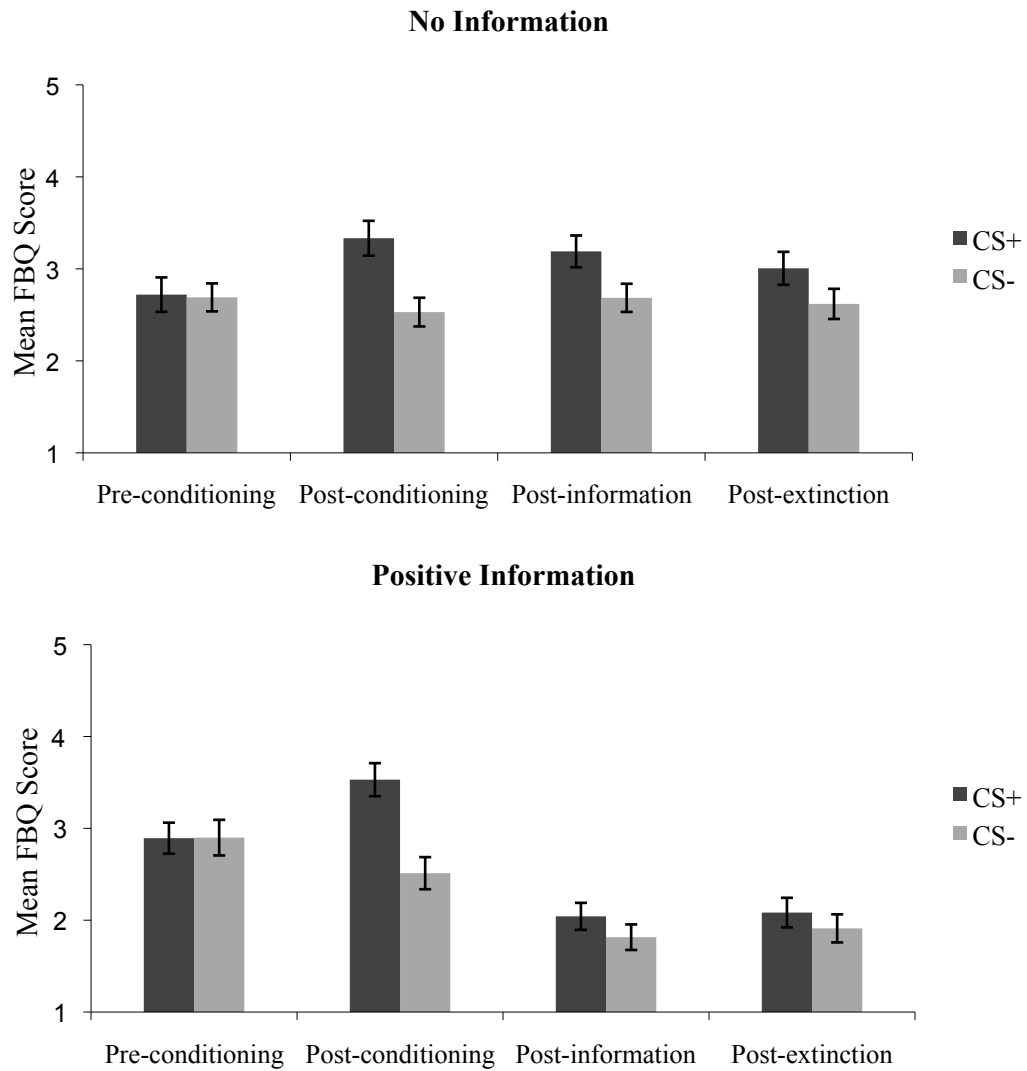 No Information
5
4
3
2
1
Mean FBQ Score
CS+
CS-
Pre-conditioning Post-conditioning Post-information Post-extinction
Positive Information
5
4
3
2
1
Mean FBQ Score
CS+
CS-
Pre-conditioning Post-conditioning Post-information Post-extinction